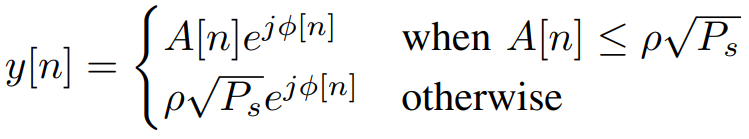 y[n] = { A[n]e^{jϕ[n]} when A[n] ≤ ρ√P_s
ρ√P_s e^{jϕ[n]} otherwise